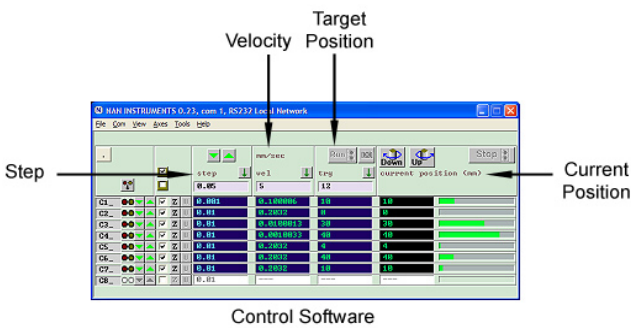 Target
Velocity Position
NAN INSTRUMENTS 0.23, com 1, RS232 Local Network
File Com View Axes Tools Help
mm/sec Run Down Up Stop
Step step vel trg current position (mm) Current
Position
0.05 5 12
C1_ Z 0.001 0.100006 10 10
C2_ Z 0.01 0.2032 0 0
C3_ Z 0.01 0.0100013 30 30
C4_ Z 0.01 0.0010033 40 40
C5_ Z 0.01 0.2032 4 4
C6_ Z 0.01 0.2032 40 40
C7_ Z 0.01 0.2032 10 10
C8_ Z 0.01 --- --- ---
Control Software